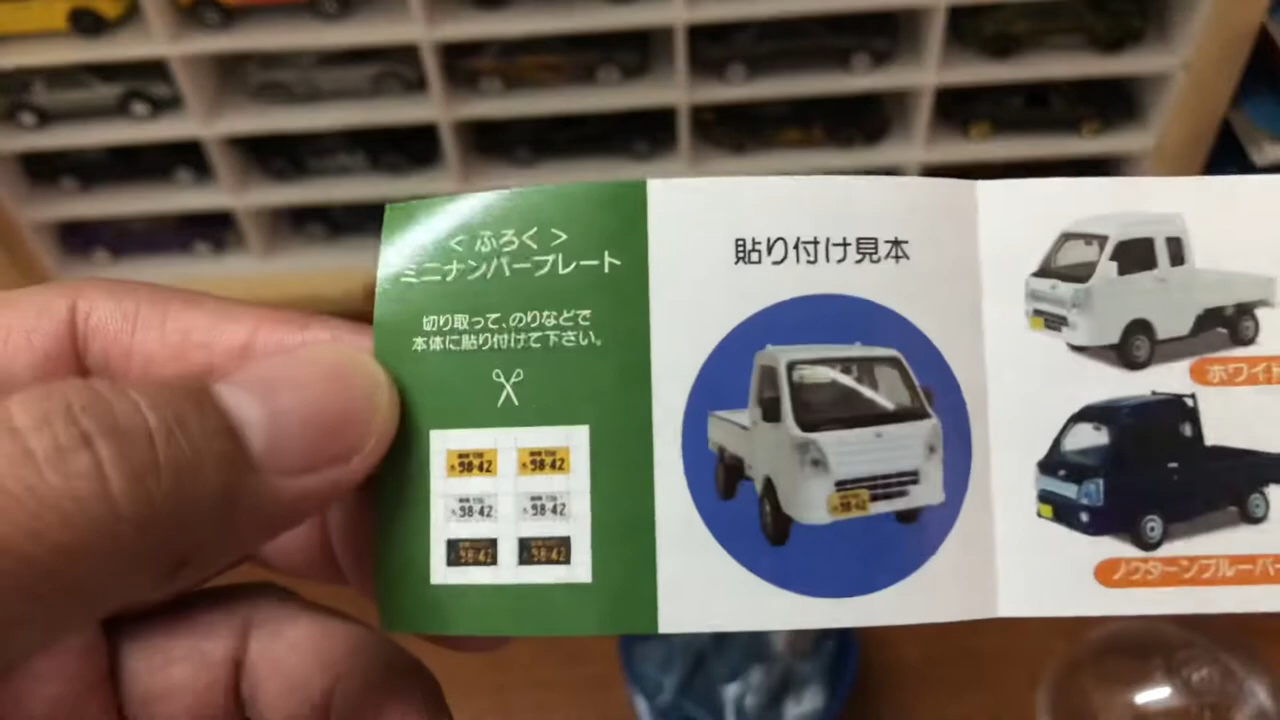 ＜ふろく＞
ミニナンバープレート
切り取って、のりなどで
本体に貼り付けて下さい。
98-42
98-42
98-42
98-42
98-42
98-42
貼り付け見本
98-42
ホワイト
ノクターンブルーパー